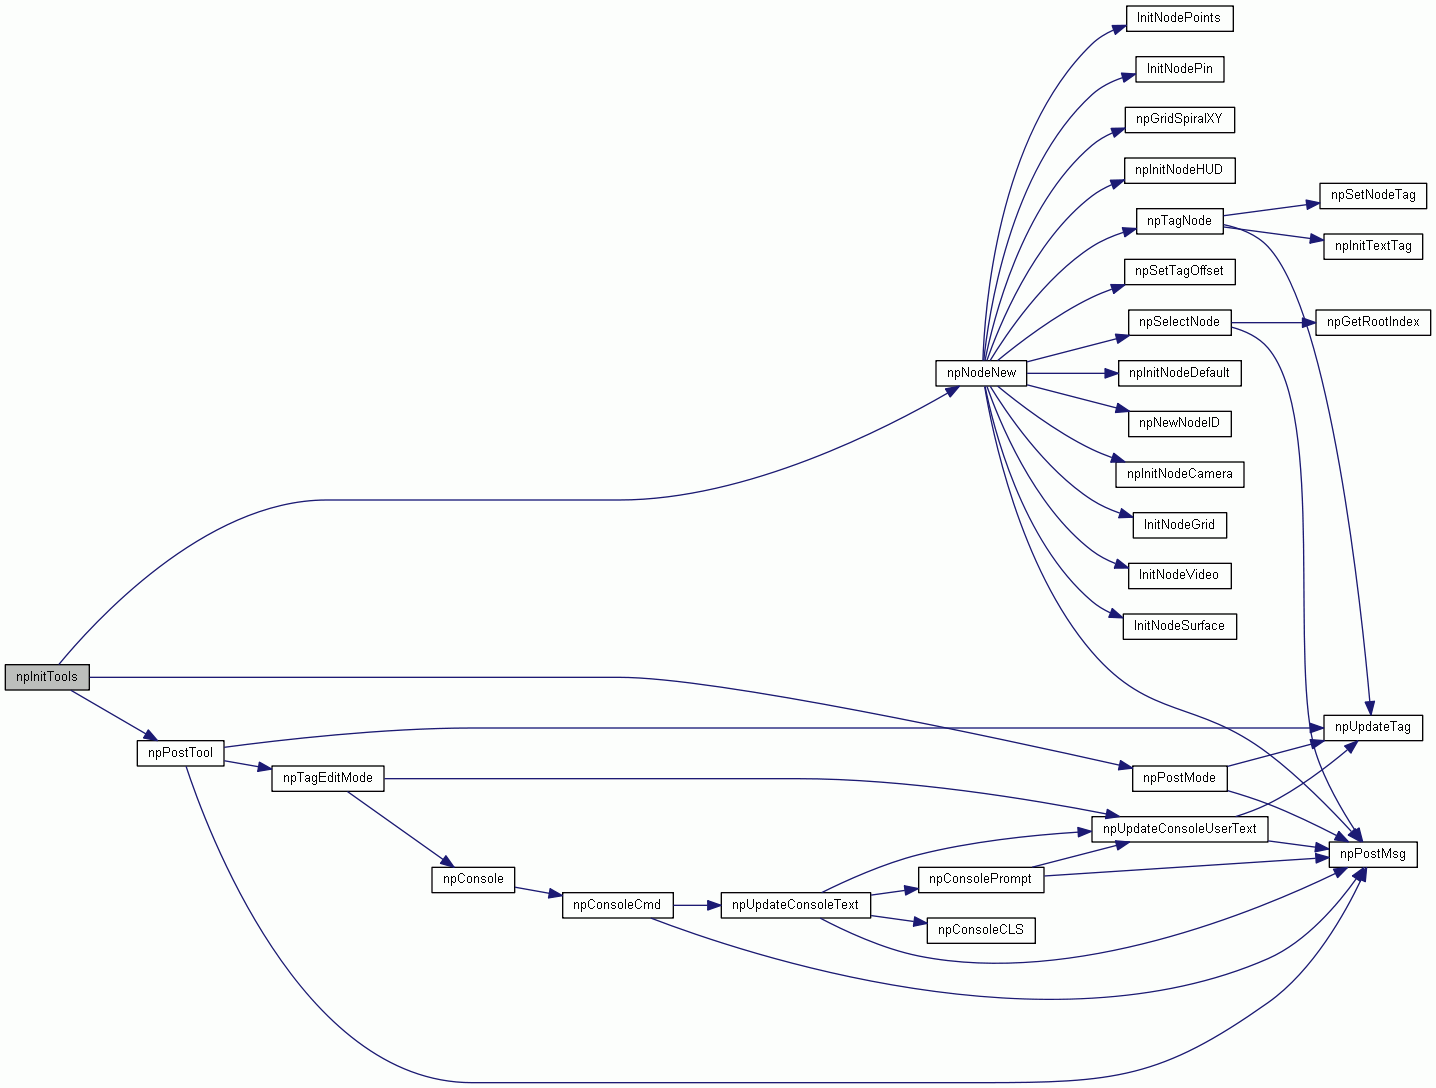 InitNodePoints
InitNodePin
npGridSpiralXY
npInitNodeHUD
npSetNodeTag
npTagNode
npInitTextTag
npSetTagOffset
npSelectNode
npGetRootIndex
npNodeNew
npInitNodeDefault
npNewNodeID
npInitNodeCamera
InitNodeGrid
InitNodeVideo
InitNodeSurface
npInitTools
npUpdateTag
npPostTool
npTagEditMode
npPostMode
npUpdateConsoleUserText
npPostMsg
npConsole
npConsolePrompt
npConsoleCmd
npUpdateConsoleText
npConsoleCLS